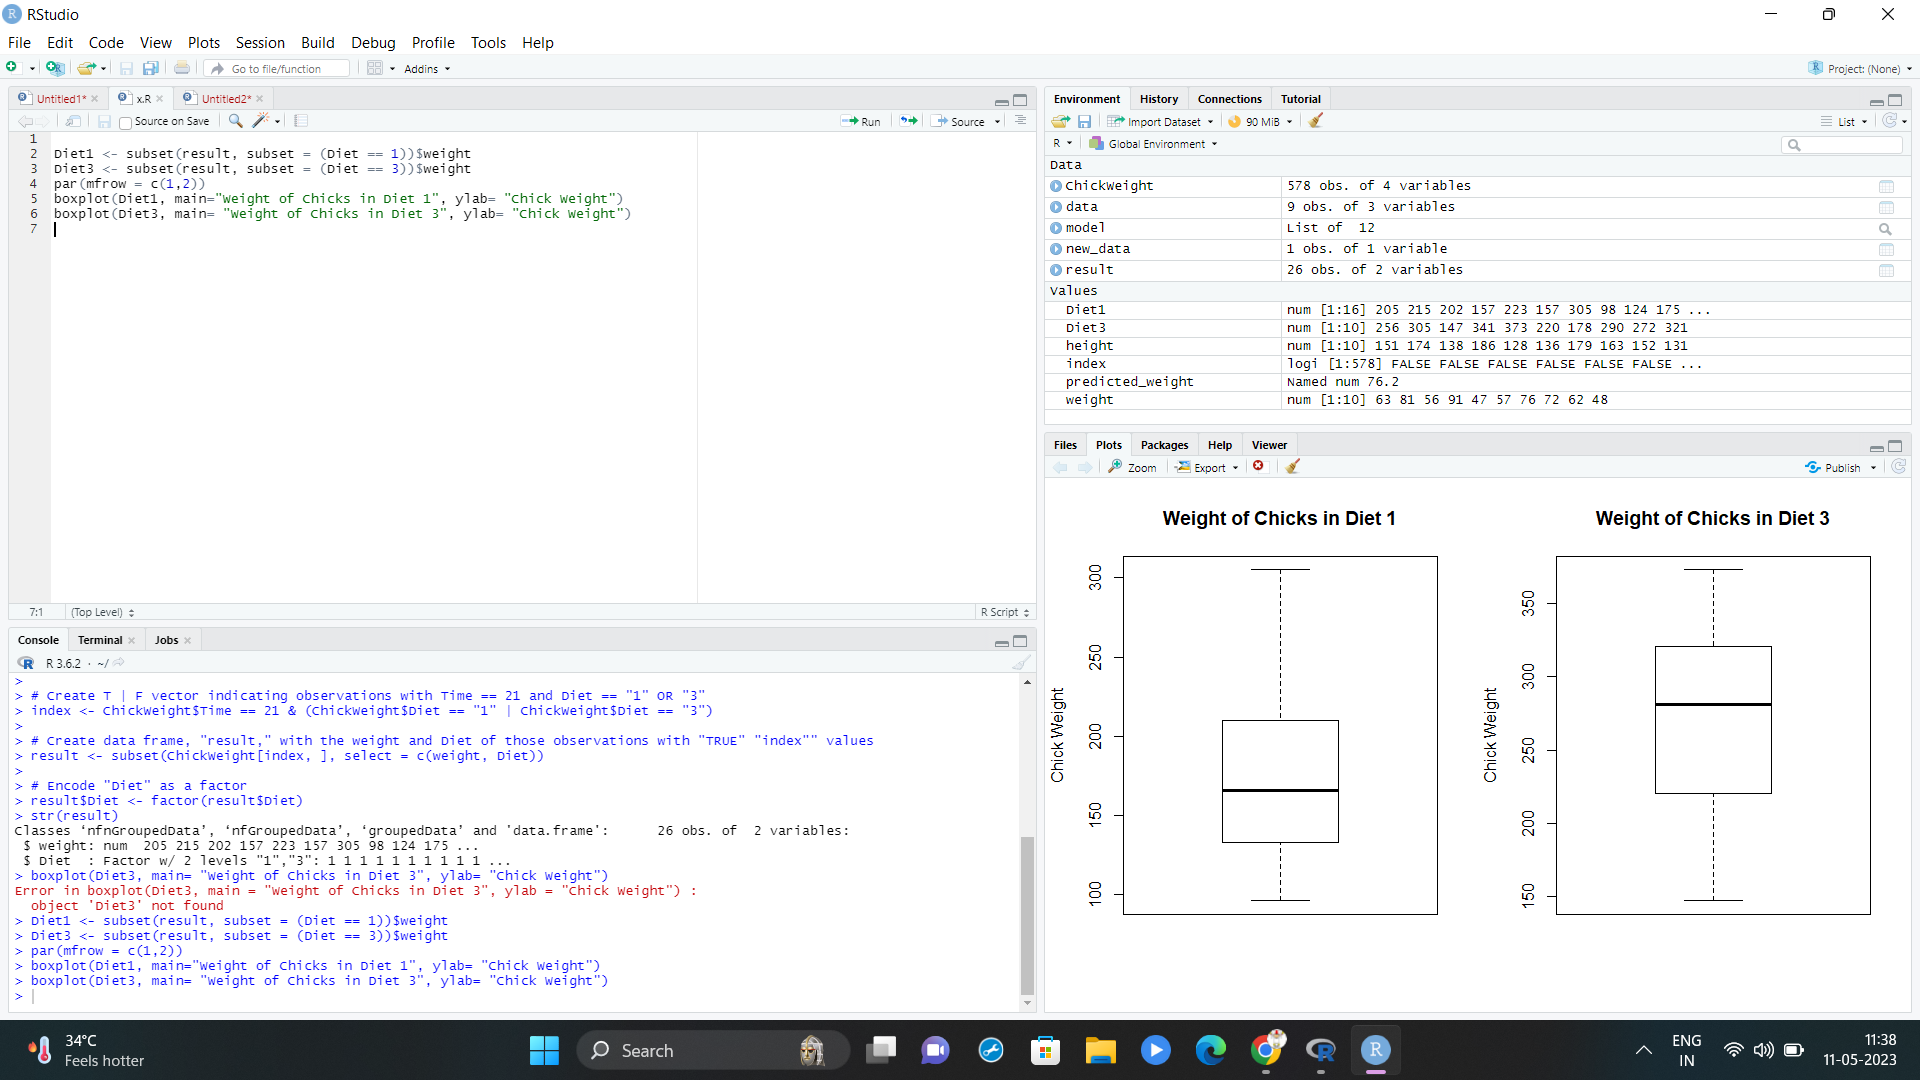 RStudio
File Edit Code View Plots Session Build Debug Profile Tools Help
Go to file/function Addins Project: (None)
Untitled1* x.R Untitled2*
Source on Save Run Source
1
2 Diet1 <- subset(result, subset = (Diet == 1))$weight
3 Diet3 <- subset(result, subset = (Diet == 3))$weight
4 par(mfrow = c(1,2))
5 boxplot(Diet1, main="Weight of Chicks in Diet 1", ylab= "Chick Weight")
6 boxplot(Diet3, main= "Weight of Chicks in Diet 3", ylab= "Chick Weight")
7
7:1 (Top Level) R Script
Console Terminal Jobs
R 3.6.2 · ~/
>
> # Create T | F vector indicating observations with Time == 21 and Diet == "1" OR "3"
> index <- ChickWeight$Time == 21 & (ChickWeight$Diet == "1" | ChickWeight$Diet == "3")
>
> # Create data frame, "result," with the weight and Diet of those observations with "TRUE" "index"" values
> result <- subset(ChickWeight[index, ], select = c(weight, Diet))
>
> # Encode "Diet" as a factor
> result$Diet <- factor(result$Diet)
> str(result)
Classes ‘nfnGroupedData’, ‘nfGroupedData’, ‘groupedData’ and 'data.frame': 26 obs. of 2 variables:
$ weight: num 205 215 202 157 223 157 305 98 124 175 ...
$ Diet : Factor w/ 2 levels "1","3": 1 1 1 1 1 1 1 1 1 1 ...
> boxplot(Diet3, main= "Weight of Chicks in Diet 3", ylab= "Chick Weight")
Error in boxplot(Diet3, main = "Weight of Chicks in Diet 3", ylab = "Chick Weight") :
object 'Diet3' not found
> Diet1 <- subset(result, subset = (Diet == 1))$weight
> Diet3 <- subset(result, subset = (Diet == 3))$weight
> par(mfrow = c(1,2))
> boxplot(Diet1, main="Weight of Chicks in Diet 1", ylab= "Chick Weight")
> boxplot(Diet3, main= "Weight of Chicks in Diet 3", ylab= "Chick Weight")
>
Environment History Connections Tutorial
Import Dataset 90 MiB List
R Global Environment
Data
ChickWeight 578 obs. of 4 variables
data 9 obs. of 3 variables
model List of 12
new_data 1 obs. of 1 variable
result 26 obs. of 2 variables
Values
Diet1 num [1:16] 205 215 202 157 223 157 305 98 124 175 ...
Diet3 num [1:10] 256 305 147 341 373 220 178 290 272 321
height num [1:10] 151 174 138 186 128 136 179 163 152 131
index logi [1:578] FALSE FALSE FALSE FALSE FALSE FALSE ...
predicted_weight Named num 76.2
weight num [1:10] 63 81 56 91 47 57 76 72 62 48
Files Plots Packages Help Viewer
Zoom Export Publish
Weight of Chicks in Diet 1
Chick Weight
300
250
200
150
100
Weight of Chicks in Diet 3
Chick Weight
350
300
250
200
150
34°C
Feels hotter
Search
ENG
IN
11:38
11-05-2023